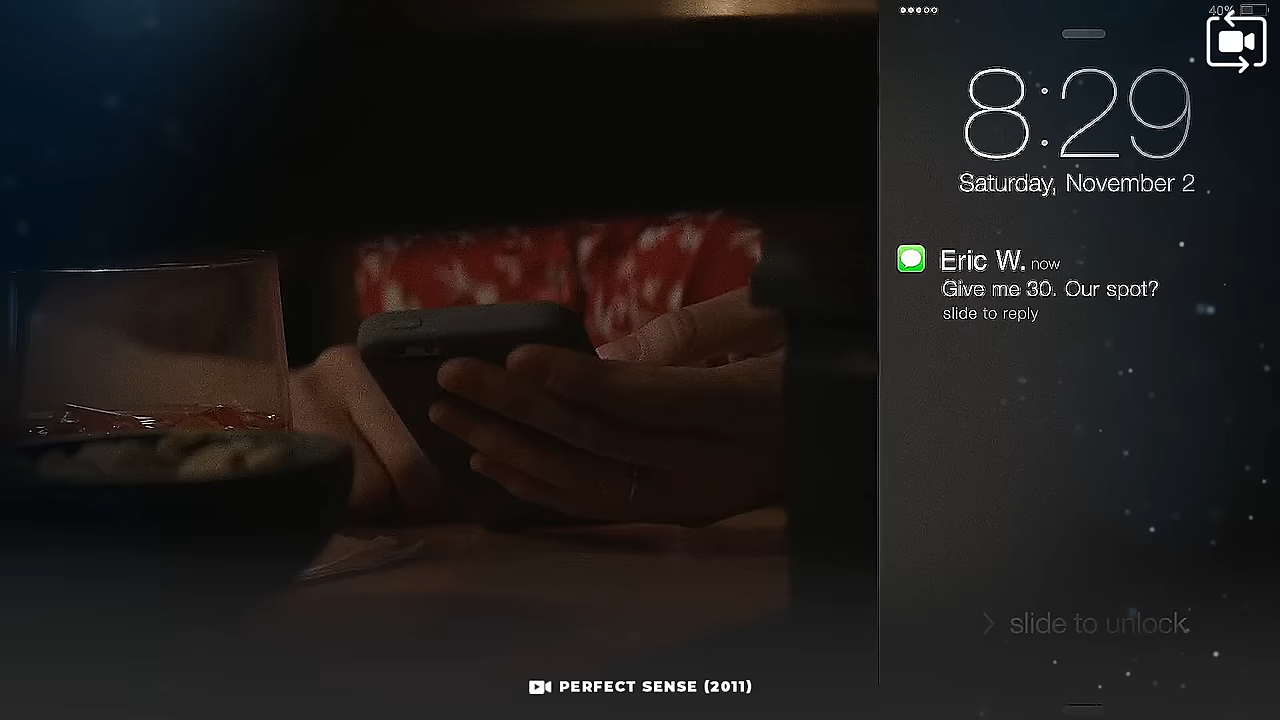 40%
8:29
Saturday, November 2
Eric W. now
Give me 30. Our spot?
slide to reply
slide to unlock
PERFECT SENSE (2011)